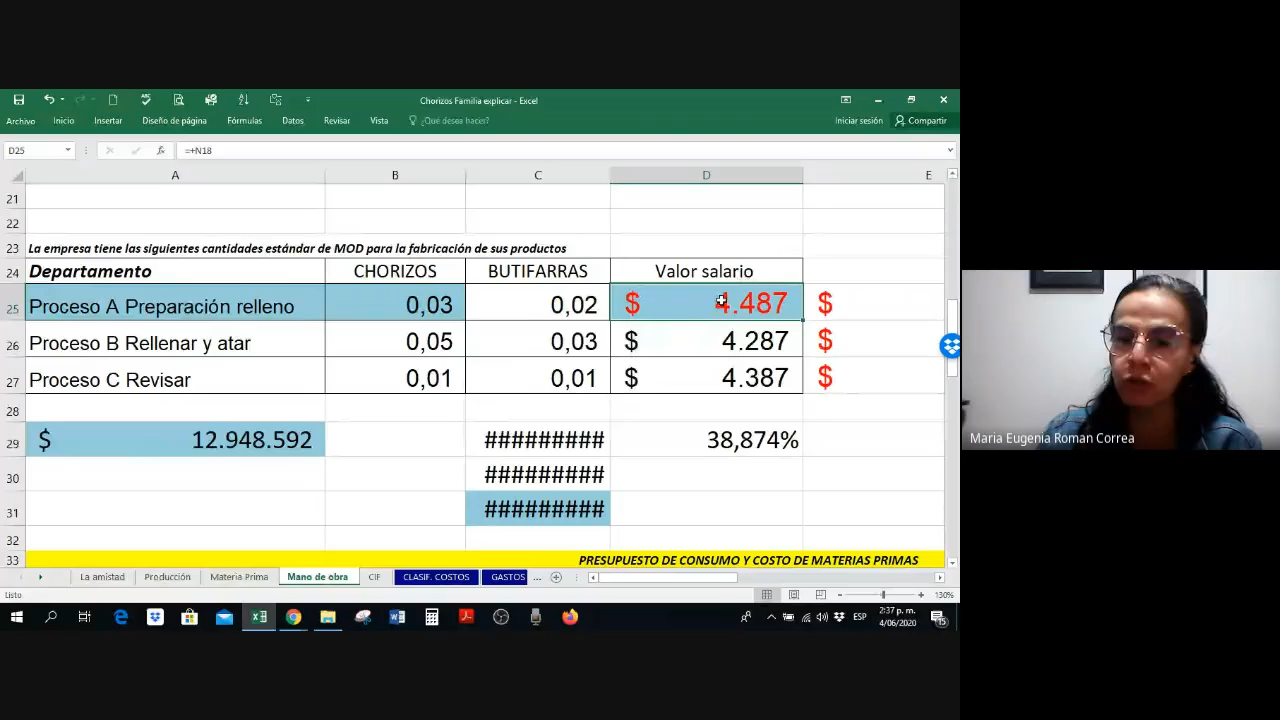 Chorizos Familia explicar - Excel
Archivo Inicio Insertar Diseño de página Fórmulas Datos Revisar Vista ¿Qué desea hacer? Iniciar sesión Compartir
D25 fx =+N18
A B C D E
21
22
23 La empresa tiene las siguientes cantidades estándar de MOD para la fabricación de sus productos
24 Departamento CHORIZOS BUTIFARRAS Valor salario
25 Proceso A Preparación relleno 0,03 0,02 $ 4.487 $
26 Proceso B Rellenar y atar 0,05 0,03 $ 4.287 $
27 Proceso C Revisar 0,01 0,01 $ 4.387 $
28
29 $ 12.948.592 ######### 38,874%
30 #########
31 #########
32
33 PRESUPUESTO DE CONSUMO Y COSTO DE MATERIAS PRIMAS
La amistad Producción Materia Prima Mano de obra CIF CLASIF. COSTOS GASTOS ...
Listo 130%
ESP 2:37 p. m.
4/06/2020
15
Maria Eugenia Roman Correa